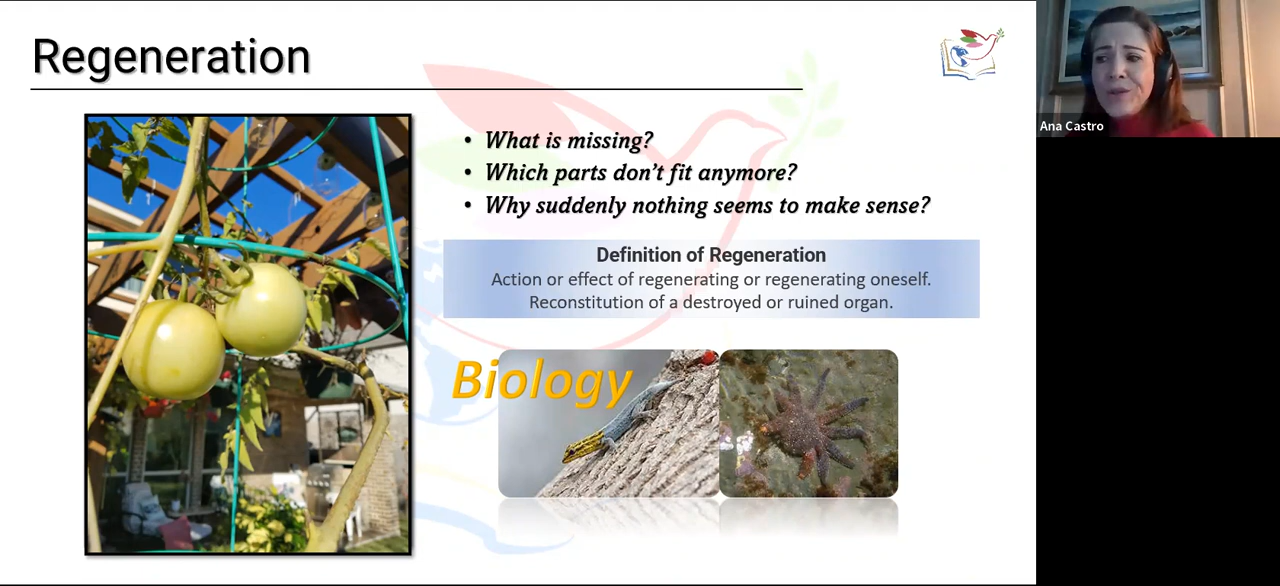 Regeneration
• What is missing?
• Which parts don't fit anymore?
• Why suddenly nothing seems to make sense?
Definition of Regeneration
Action or effect of regenerating or regenerating oneself.
Reconstitution of a destroyed or ruined organ.
Biology
Ana Castro